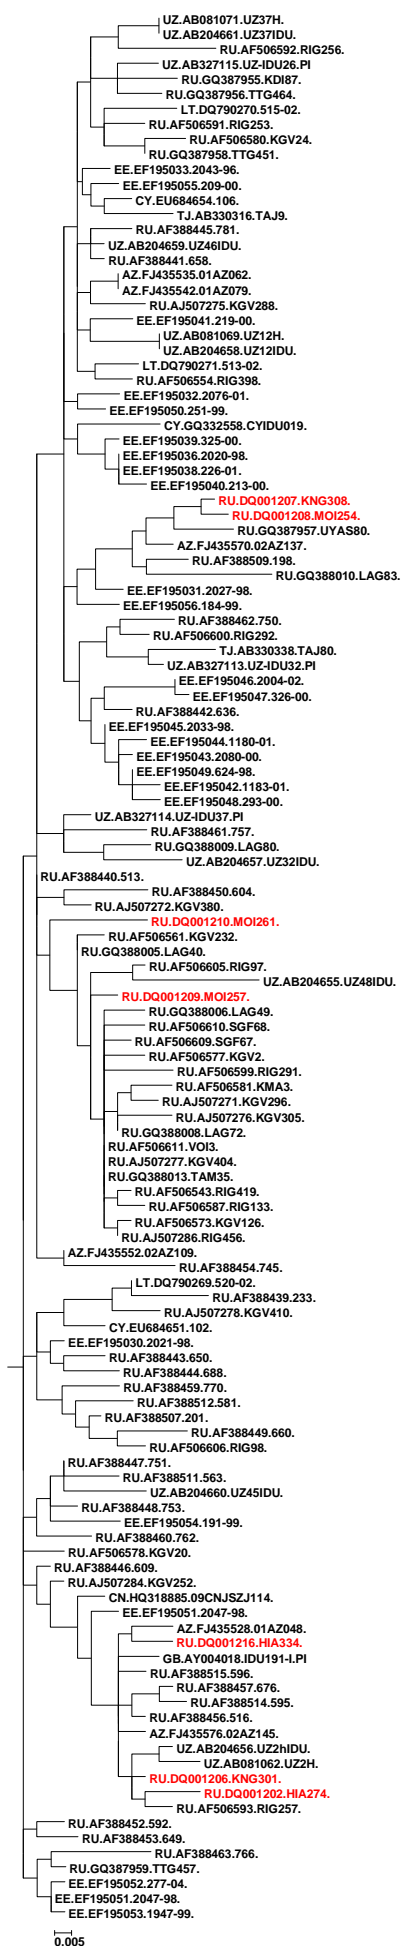 UZ.AB081071.UZ37H.
UZ.AB204661.UZ37IDU.
RU.AF506592.RIG256.
UZ.AB327115.UZ-IDU26.PI
RU.GQ387955.KDI87.
RU.GQ387956.TTG464.
LT.DQ790270.515-02.
RU.AF506591.RIG253.
RU.AF506580.KGV24.
RU.GQ387958.TTG451.
EE.EF195033.2043-96.
EE.EF195055.209-00.
CY.EU684654.106.
TJ.AB330316.TAJ9.
RU.AF388445.781.
UZ.AB204659.UZ46IDU.
RU.AF388441.658.
AZ.FJ435535.01AZ062.
AZ.FJ435542.01AZ079.
RU.AJ507275.KGV288.
EE.EF195041.219-00.
UZ.AB081069.UZ12H.
UZ.AB204658.UZ12IDU.
LT.DQ790271.513-02.
RU.AF506554.RIG398.
EE.EF195032.2076-01.
EE.EF195050.251-99.
CY.GQ332558.CYIDU019.
EE.EF195039.325-00.
EE.EF195036.2020-98.
EE.EF195038.226-01.
EE.EF195040.213-00.
RU.DQ001207.KNG308.
RU.DQ001208.MOI254.
RU.GQ387957.UYAS80.
AZ.FJ435570.02AZ137.
RU.AF388509.198.
RU.GQ388010.LAG83.
EE.EF195031.2027-98.
EE.EF195056.184-99.
RU.AF388462.750.
RU.AF506600.RIG292.
TJ.AB330338.TAJ80.
UZ.AB327113.UZ-IDU32.PI
EE.EF195046.2004-02.
EE.EF195047.326-00.
RU.AF388442.636.
EE.EF195045.2033-98.
EE.EF195044.1180-01.
EE.EF195043.2080-00.
EE.EF195049.624-98.
EE.EF195042.1183-01.
EE.EF195048.293-00.
UZ.AB327114.UZ-IDU37.PI
RU.AF388461.757.
RU.GQ388009.LAG80.
UZ.AB204657.UZ32IDU.
RU.AF388440.513.
RU.AF388450.604.
RU.AJ507272.KGV380.
RU.DQ001210.MOI261.
RU.AF506561.KGV232.
RU.GQ388005.LAG40.
RU.AF506605.RIG97.
UZ.AB204655.UZ48IDU.
RU.DQ001209.MOI257.
RU.GQ388006.LAG49.
RU.AF506610.SGF68.
RU.AF506609.SGF67.
RU.AF506577.KGV2.
RU.AF506599.RIG291.
RU.AF506581.KMA3.
RU.AJ507271.KGV296.
RU.AJ507276.KGV305.
RU.GQ388008.LAG72.
RU.AF506611.VOI3.
RU.AJ507277.KGV404.
RU.GQ388013.TAM35.
RU.AF506543.RIG419.
RU.AF506587.RIG133.
RU.AF506573.KGV126.
RU.AJ507286.RIG456.
AZ.FJ435552.02AZ109.
RU.AF388454.745.
LT.DQ790269.520-02.
RU.AF388439.233.
RU.AJ507278.KGV410.
CY.EU684651.102.
EE.EF195030.2021-98.
RU.AF388443.650.
RU.AF388444.688.
RU.AF388459.770.
RU.AF388512.581.
RU.AF388507.201.
RU.AF388449.660.
RU.AF506606.RIG98.
RU.AF388447.751.
RU.AF388511.563.
UZ.AB204660.UZ45IDU.
RU.AF388448.753.
EE.EF195054.191-99.
RU.AF388460.762.
RU.AF506578.KGV20.
RU.AF388446.609.
RU.AJ507284.KGV252.
CN.HQ318885.09CNJSZJ114.
EE.EF195051.2047-98.
AZ.FJ435528.01AZ048.
RU.DQ001216.HIA334.
GB.AY004018.IDU191-I.PI
RU.AF388515.596.
RU.AF388457.676.
RU.AF388514.595.
RU.AF388456.516.
AZ.FJ435576.02AZ145.
UZ.AB204656.UZ2hIDU.
UZ.AB081062.UZ2H.
RU.DQ001206.KNG301.
RU.DQ001202.HIA274.
RU.AF506593.RIG257.
RU.AF388452.592.
RU.AF388453.649.
RU.AF388463.766.
RU.GQ387959.TTG457.
EE.EF195052.277-04.
EE.EF195051.2047-98.
EE.EF195053.1947-99.
0.005